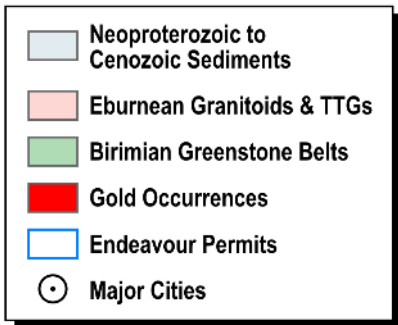 Neoproterozoic to
Cenozoic Sediments
Eburnean Granitoids & TTGs
Birimian Greenstone Belts
Gold Occurrences
Endeavour Permits
Major Cities